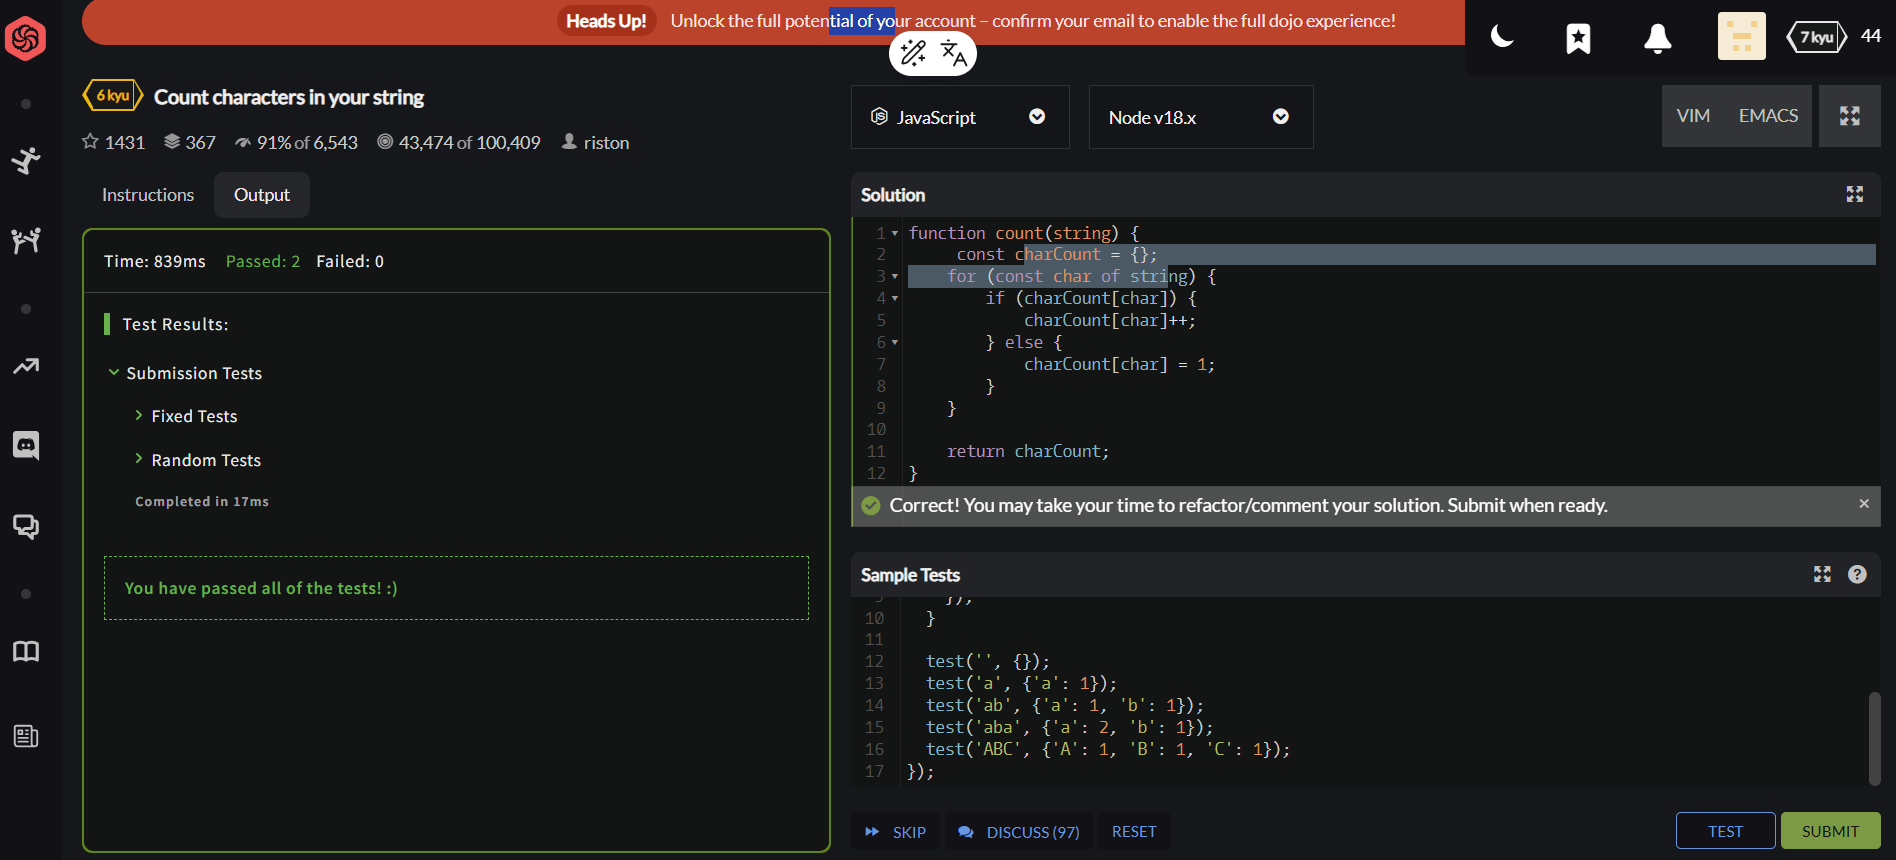 Heads Up! Unlock the full potential of your account – confirm your email to enable the full dojo experience!
7 kyu 44
6 kyu Count characters in your string
1431 367 91% of 6,543 43,474 of 100,409 riston
Instructions Output
Time: 839ms Passed: 2 Failed: 0
Test Results:
Submission Tests
Fixed Tests
Random Tests
Completed in 17ms
You have passed all of the tests! :)
JavaScript Node v18.x VIM EMACS
Solution
1 function count(string) {
2 const charCount = {};
3 for (const char of string) {
4 if (charCount[char]) {
5 charCount[char]++;
6 } else {
7 charCount[char] = 1;
8 }
9 }
10
11 return charCount;
12 }
Correct! You may take your time to refactor/comment your solution. Submit when ready. ×
Sample Tests
9 });
10 }
11
12 test('', {});
13 test('a', {'a': 1});
14 test('ab', {'a': 1, 'b': 1});
15 test('aba', {'a': 2, 'b': 1});
16 test('ABC', {'A': 1, 'B': 1, 'C': 1});
17 });
SKIP DISCUSS (97) RESET TEST SUBMIT